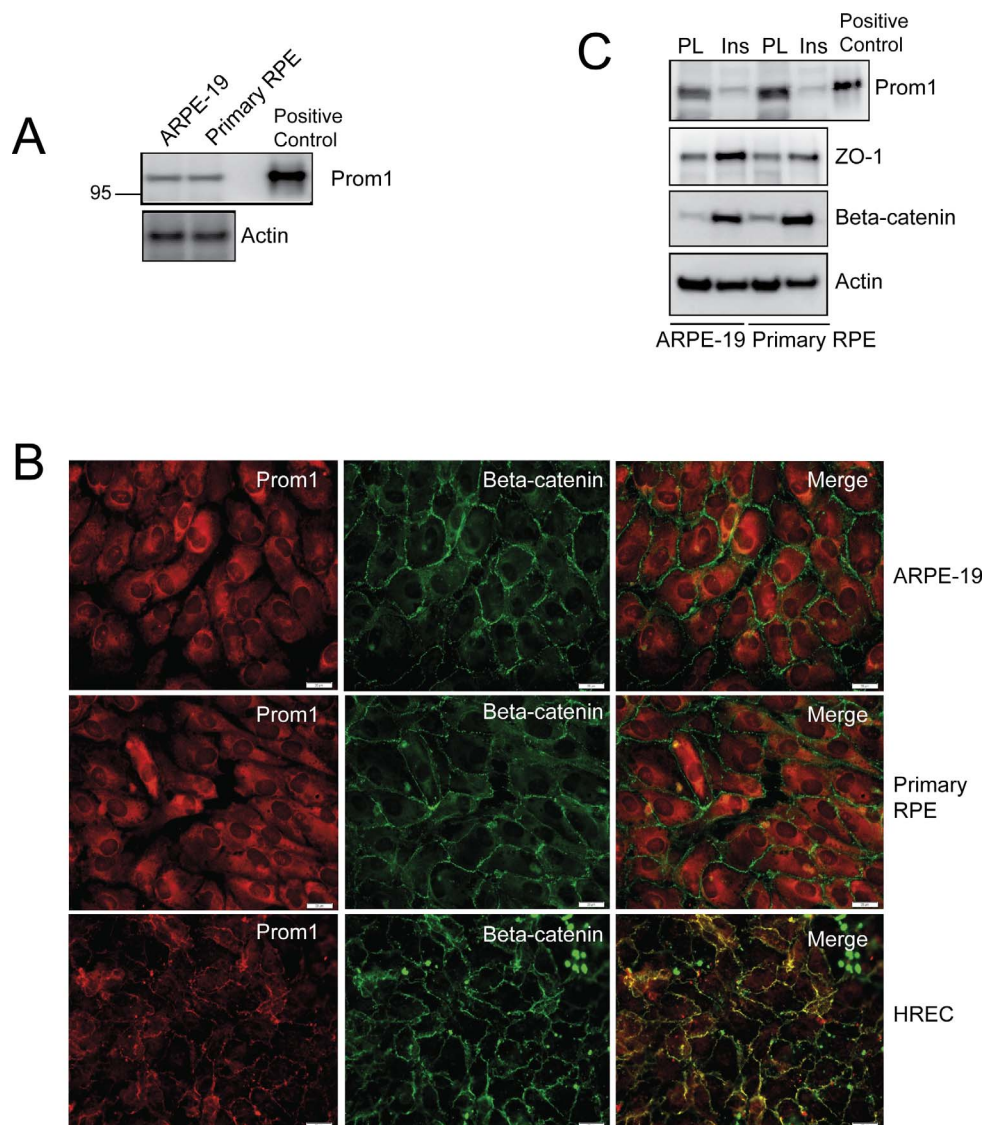 A
ARPE-19
Primary RPE
Positive
Control
95
Prom1
Actin
C
PL Ins PL Ins
Positive
Control
Prom1
ZO-1
Beta-catenin
Actin
ARPE-19 Primary RPE
B
Prom1 Beta-catenin Merge
ARPE-19
Prom1 Beta-catenin Merge
Primary
RPE
Prom1 Beta-catenin Merge
HREC